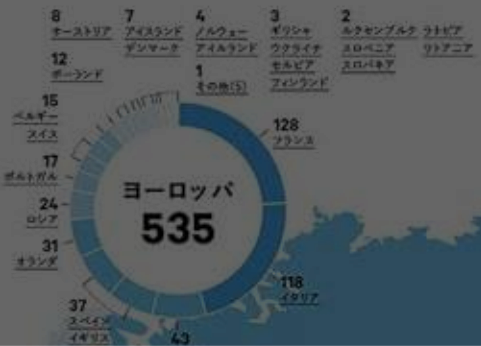 8
オーストリア
7
アイスランド
デンマーク
4
ノルウェー
アイルランド
3
ギリシャ
ウクライナ
セルビア
フィンランド
2
ルクセンブルク ラトビア
スロベニア リトアニア
スロバキア
12
ポーランド
1
その他(5)
15
ベルギー
スイス
128
フランス
17
ポルトガル
ヨーロッパ
535
24
ロシア
31
オランダ
118
イタリア
37
スペイン
イギリス
43